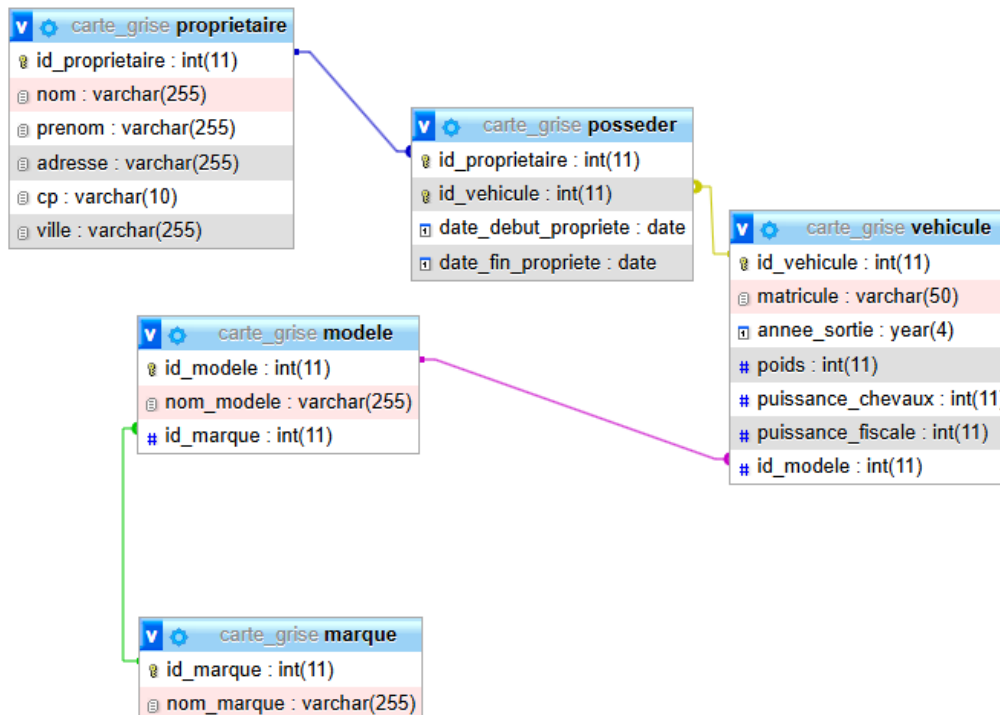 carte_grise proprietaire
id_proprietaire : int(11)
nom : varchar(255)
prenom : varchar(255)
adresse : varchar(255)
cp : varchar(10)
ville : varchar(255)
carte_grise posseder
id_proprietaire : int(11)
id_vehicule : int(11)
date_debut_propriete : date
date_fin_propriete : date
carte_grise vehicule
id_vehicule : int(11)
matricule : varchar(50)
annee_sortie : year(4)
poids : int(11)
puissance_chevaux : int(11)
puissance_fiscale : int(11)
id_modele : int(11)
carte_grise modele
id_modele : int(11)
nom_modele : varchar(255)
id_marque : int(11)
carte_grise marque
id_marque : int(11)
nom_marque : varchar(255)